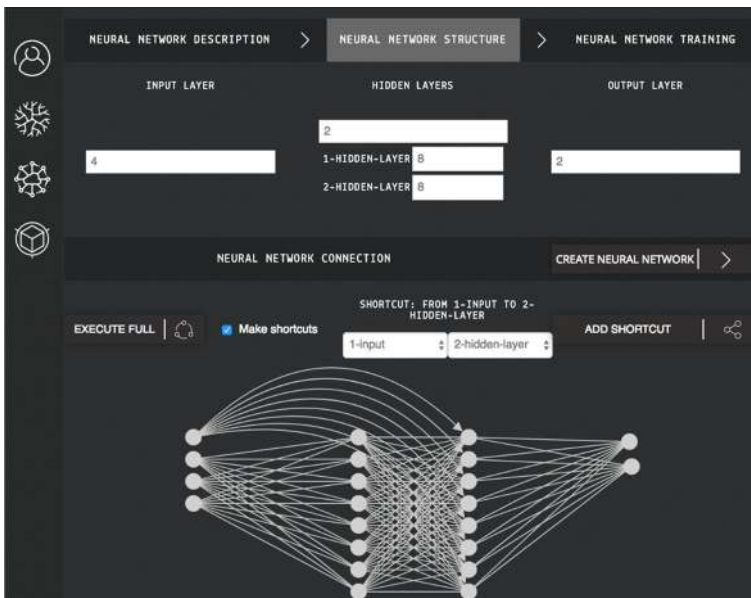 NEURAL NETWORK DESCRIPTION
NEURAL NETWORK STRUCTURE
NEURAL NETWORK TRAINING
INPUT LAYER
HIDDEN LAYERS
OUTPUT LAYER
4
2
1-HIDDEN-LAYER 8
2-HIDDEN-LAYER 8
2
NEURAL NETWORK CONNECTION
CREATE NEURAL NETWORK
EXECUTE FULL
Make shortcuts
SHORTCUT: FROM 1-INPUT TO 2-
HIDDEN-LAYER
1-input
2-hidden-layer
ADD SHORTCUT